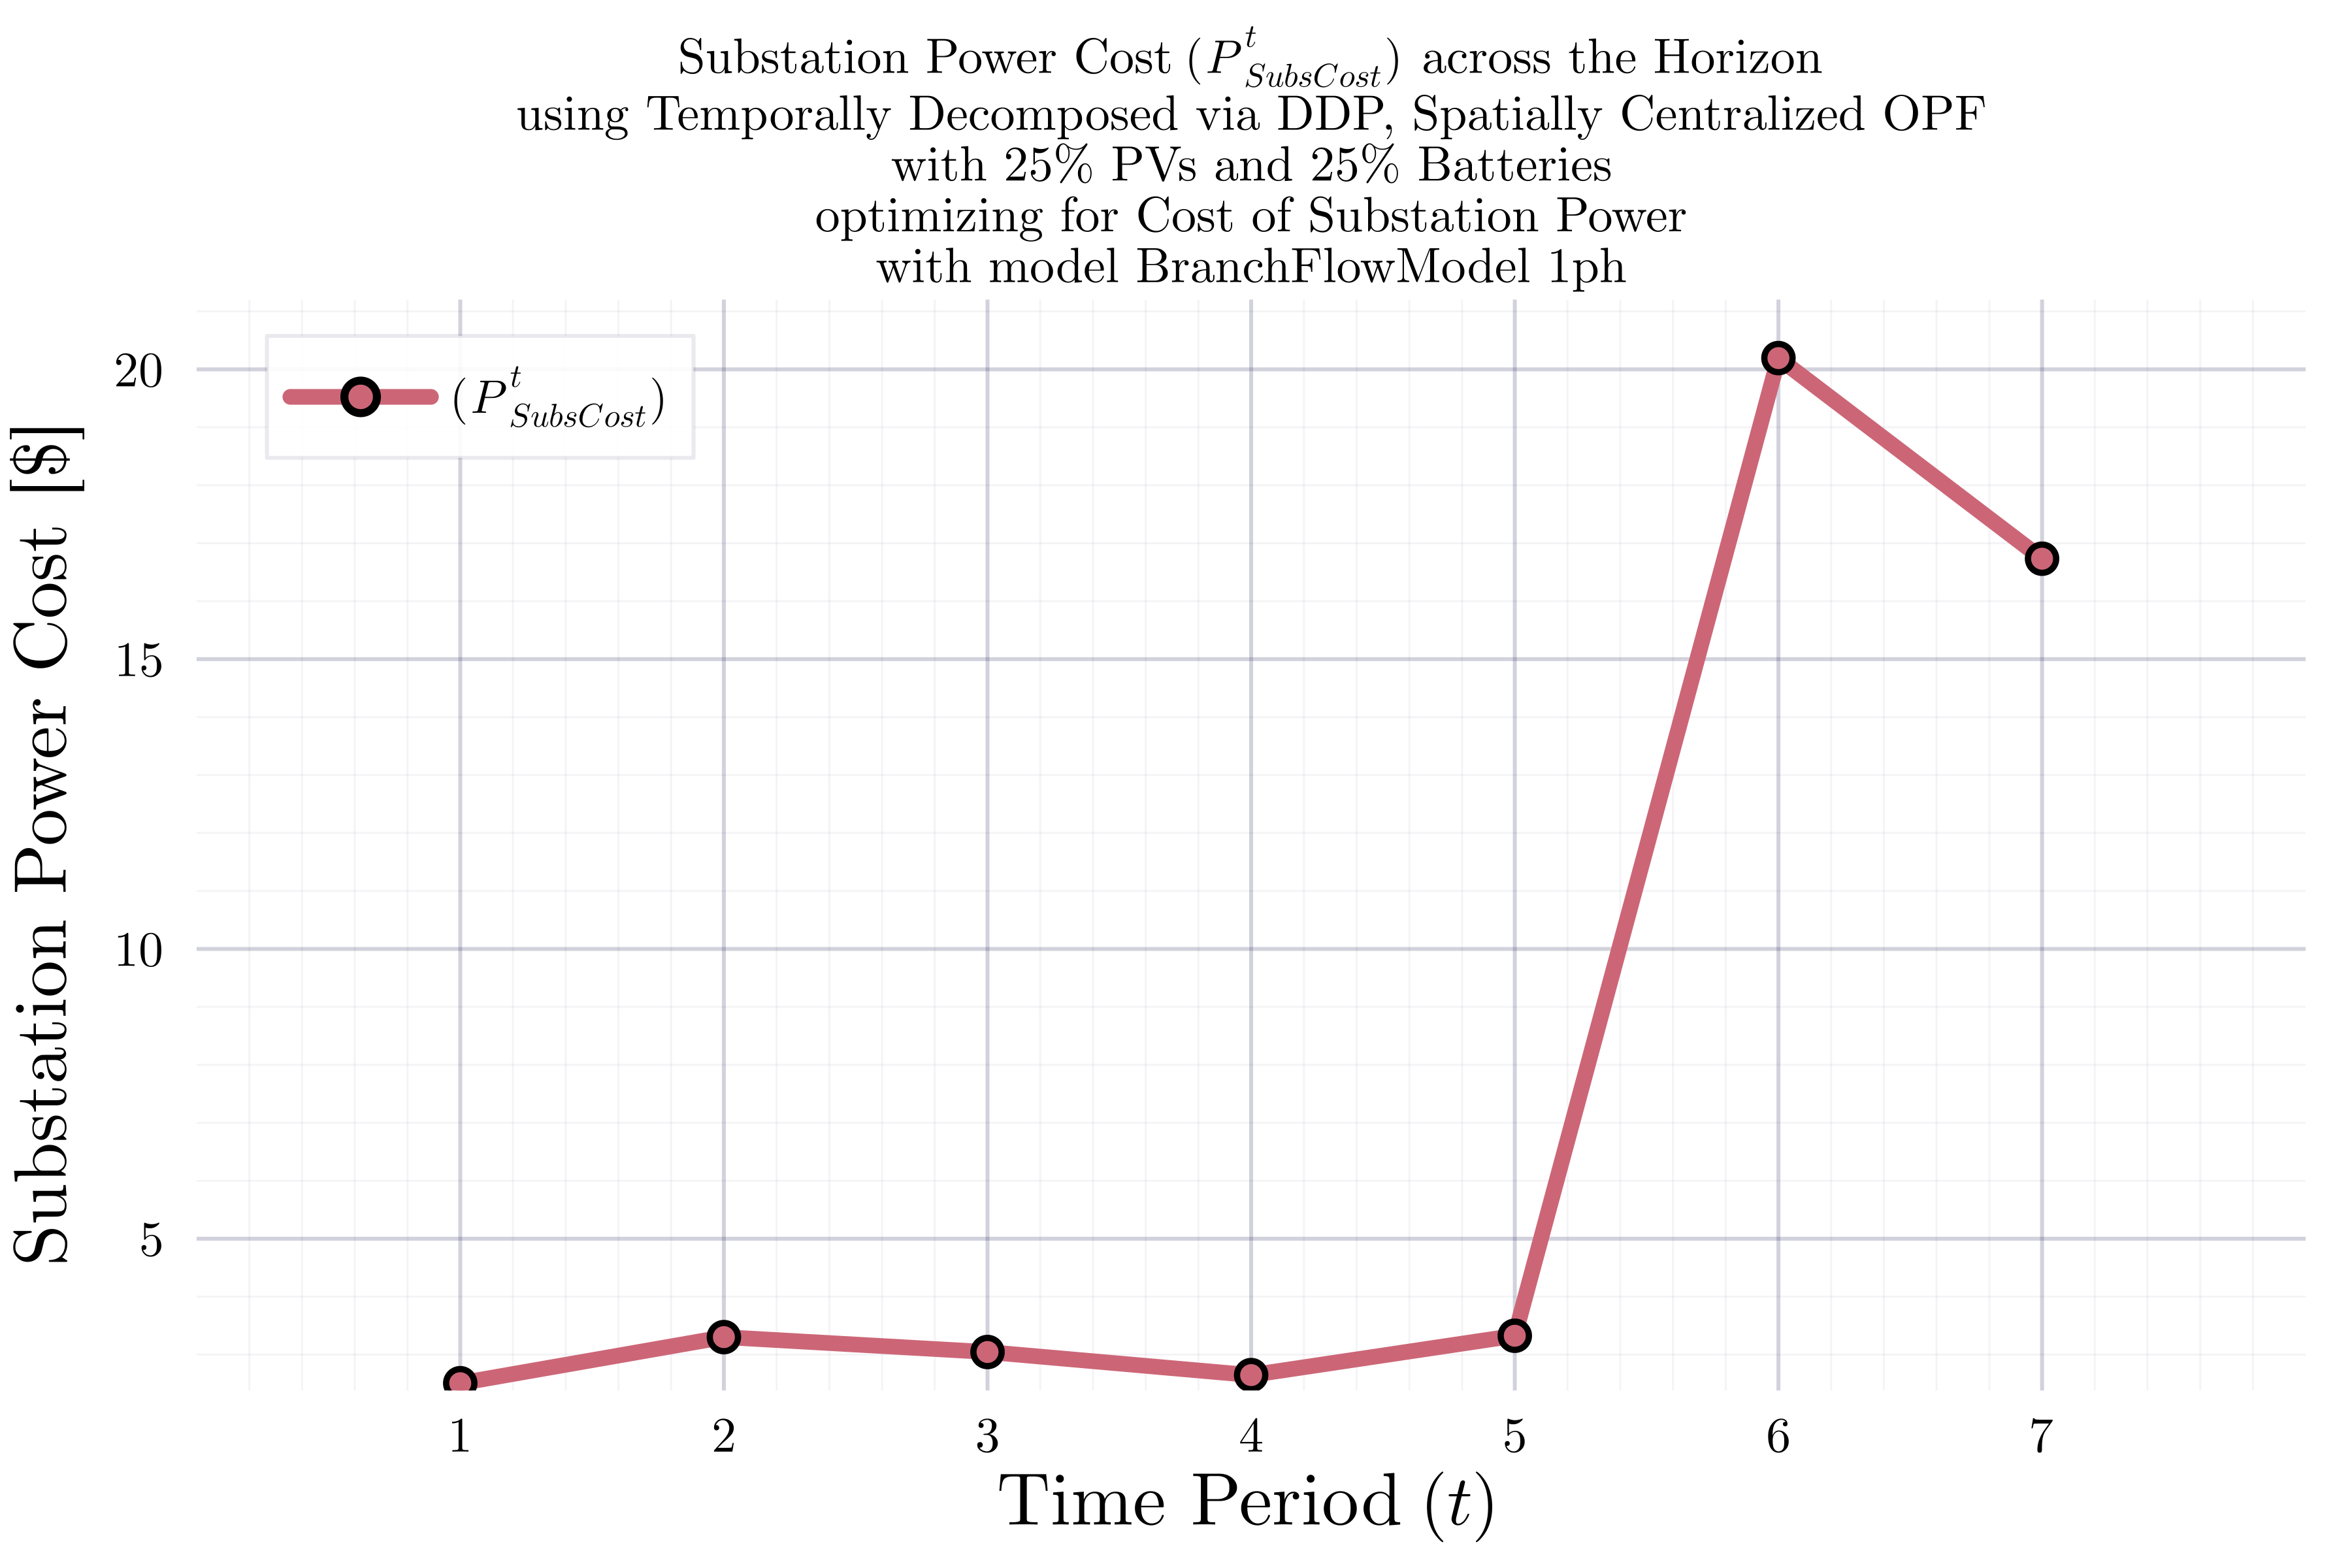 Substation Power Cost (P^t_SubsCost) across the Horizon
using Temporally Decomposed via DDP, Spatially Centralized OPF
with 25% PVs and 25% Batteries
optimizing for Cost of Substation Power
with model BranchFlowModel 1ph
(P^t_SubsCost)
Substation Power Cost [$]
20
15
10
5
1 2 3 4 5 6 7
Time Period (t)